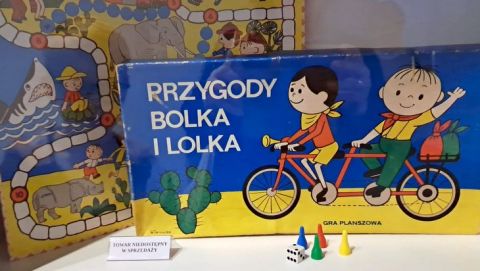 PRZYGODY
BOLKA
I LOLKA
GRA PLANSZOWA
TOWAR NIEDOSTĘPNY
W SPRZEDAŻY